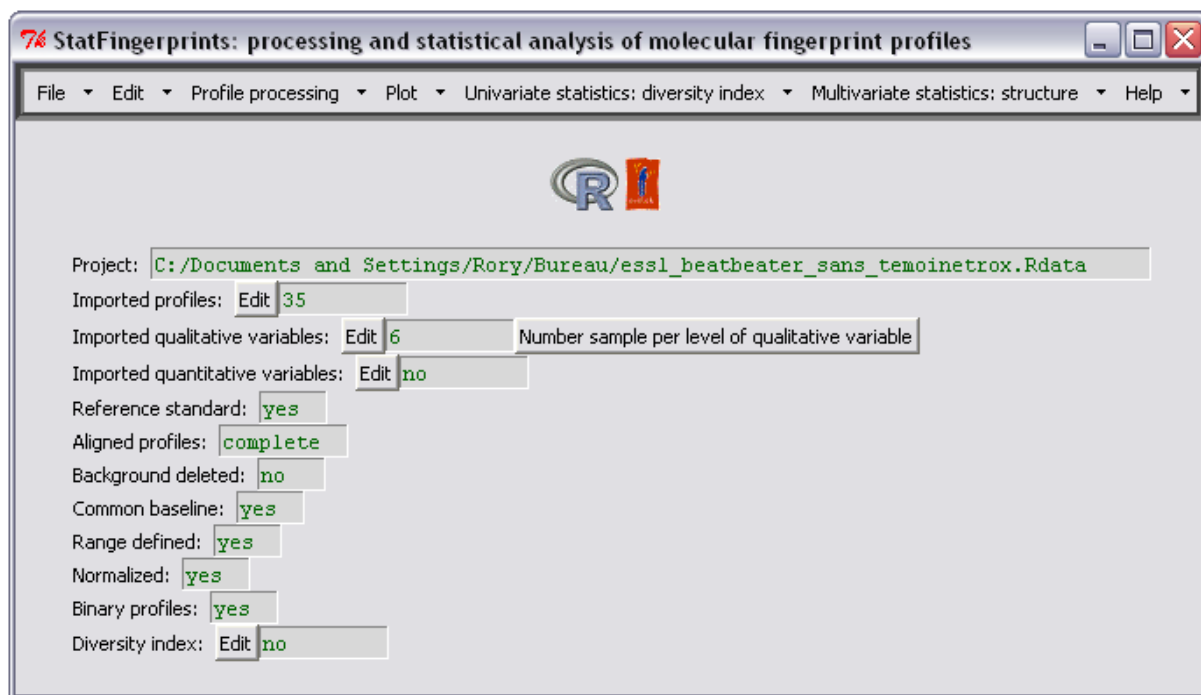 StatFingerprints: processing and statistical analysis of molecular fingerprint profiles
File Edit Profile processing Plot Univariate statistics: diversity index Multivariate statistics: structure Help
R
Project: C:/Documents and Settings/Rory/Bureau/essl_beatbeater_sans_temoinetrox.Rdata
Imported profiles: Edit 35
Imported qualitative variables: Edit 6 Number sample per level of qualitative variable
Imported quantitative variables: Edit no
Reference standard: yes
Aligned profiles: complete
Background deleted: no
Common baseline: yes
Range defined: yes
Normalized: yes
Binary profiles: yes
Diversity index: Edit no